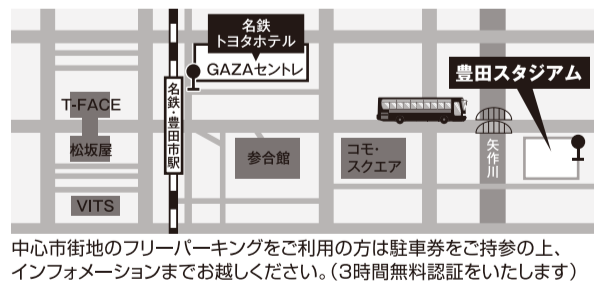 名鉄
トヨタホテル
GAZAセントレ
豊田スタジアム
T-FACE
名鉄・豊田市駅
松坂屋
参合館
コモ・
スクエア
矢作川
VITS
中心市街地のフリーパーキングをご利用の方は駐車券をご持参の上、
インフォメーションまでお越しください。（3時間無料認証をいたします）